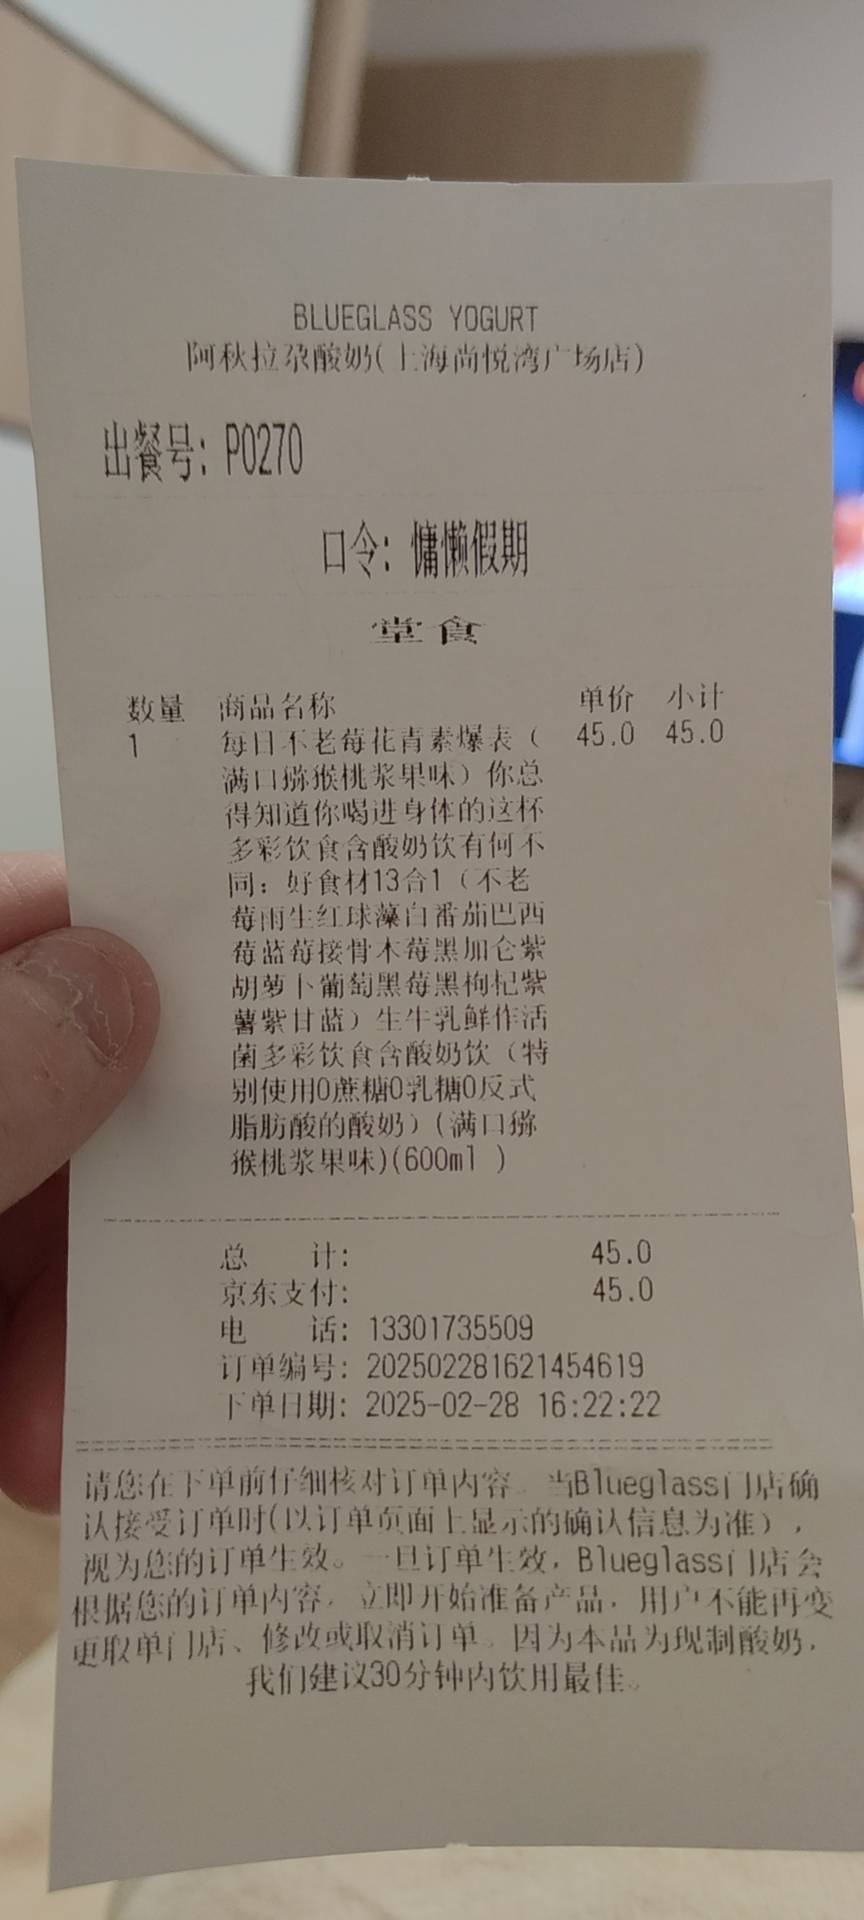 BLUEGLASS YOGURT
阿秋拉尕酸奶(上海尚悦湾广场店)
出餐号: P0270
口令: 慵懒假期
堂食
数量 商品名称 单价 小计
1 每日不老莓花青素爆表（ 45.0 45.0
满口猕猴桃浆果味）你总
得知道你喝进身体的这杯
多彩饮食含酸奶饮有何不
同：好食材13合1（不老
莓雨生红球藻白番茄巴西
莓蓝莓接骨木莓黑加仑紫
胡萝卜葡萄黑莓黑枸杞紫
薯紫甘蓝）生牛乳鲜作活
菌多彩饮食含酸奶饮（特
别使用0蔗糖0乳糖0反式
脂肪酸的酸奶）(满口猕
猴桃浆果味)(600ml )
总 计: 45.0
京东支付: 45.0
电 话: 13301735509
订单编号: 202502281621454619
下单日期: 2025-02-28 16:22:22
请您在下单前仔细核对订单内容。当Blueglass门店确
认接受订单时(以订单页面上显示的确认信息为准)，
视为您的订单生效。一旦订单生效，Blueglass门店会
根据您的订单内容，立即开始准备产品，用户不能再变
更取单门店、修改或取消订单。因为本品为现制酸奶，
我们建议30分钟内饮用最佳。